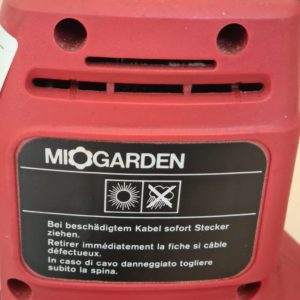 MIOGARDEN
Bei beschädigtem Kabel sofort Stecker
ziehen.
Retirer immédiatement la fiche si câble
défectueux.
In caso di cavo danneggiato togliere
subito la spina.